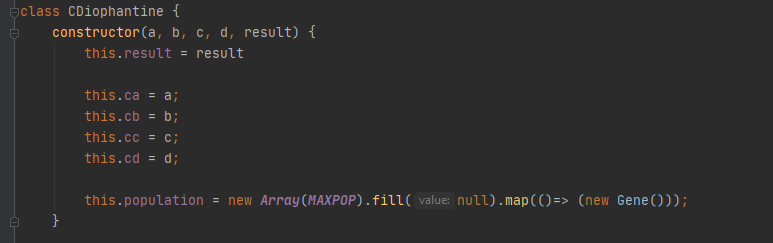 class CDiophantine {
    constructor(a, b, c, d, result) {
        this.result = result

        this.ca = a;
        this.cb = b;
        this.cc = c;
        this.cd = d;

        this.population = new Array(MAXPOP).fill( value: null).map(()=> (new Gene()));
    }